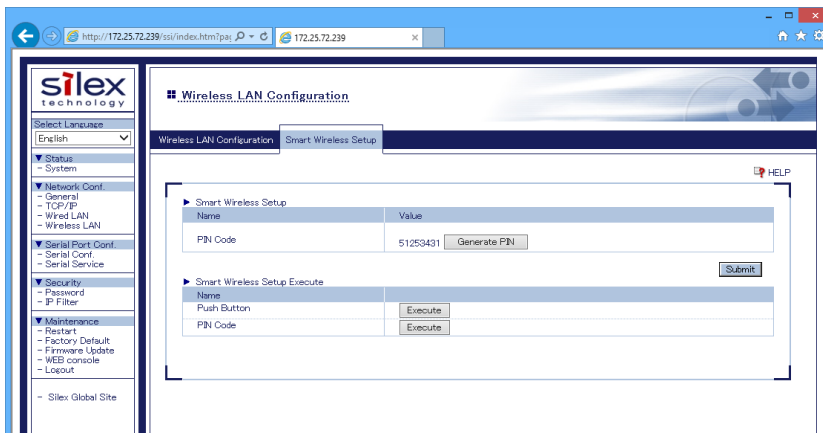 http://172.25.72.239/ssi/index.htm?pa
172.25.72.239
silex
technology
Select Language
English
▼ Status
- System
▼ Network Conf.
- General
- TCP/IP
- Wired LAN
- Wireless LAN
▼ Serial Port Conf.
- Serial Conf.
- Serial Service
▼ Security
- Password
- IP Filter
▼ Maintenance
- Restart
- Factory Default
- Firmware Update
- WEB console
- Logout
- Silex Global Site
Wireless LAN Configuration
Wireless LAN Configuration Smart Wireless Setup
HELP
Smart Wireless Setup
Name Value
PIN Code 51253431 Generate PIN
Submit
Smart Wireless Setup Execute
Name
Push Button Execute
PIN Code Execute